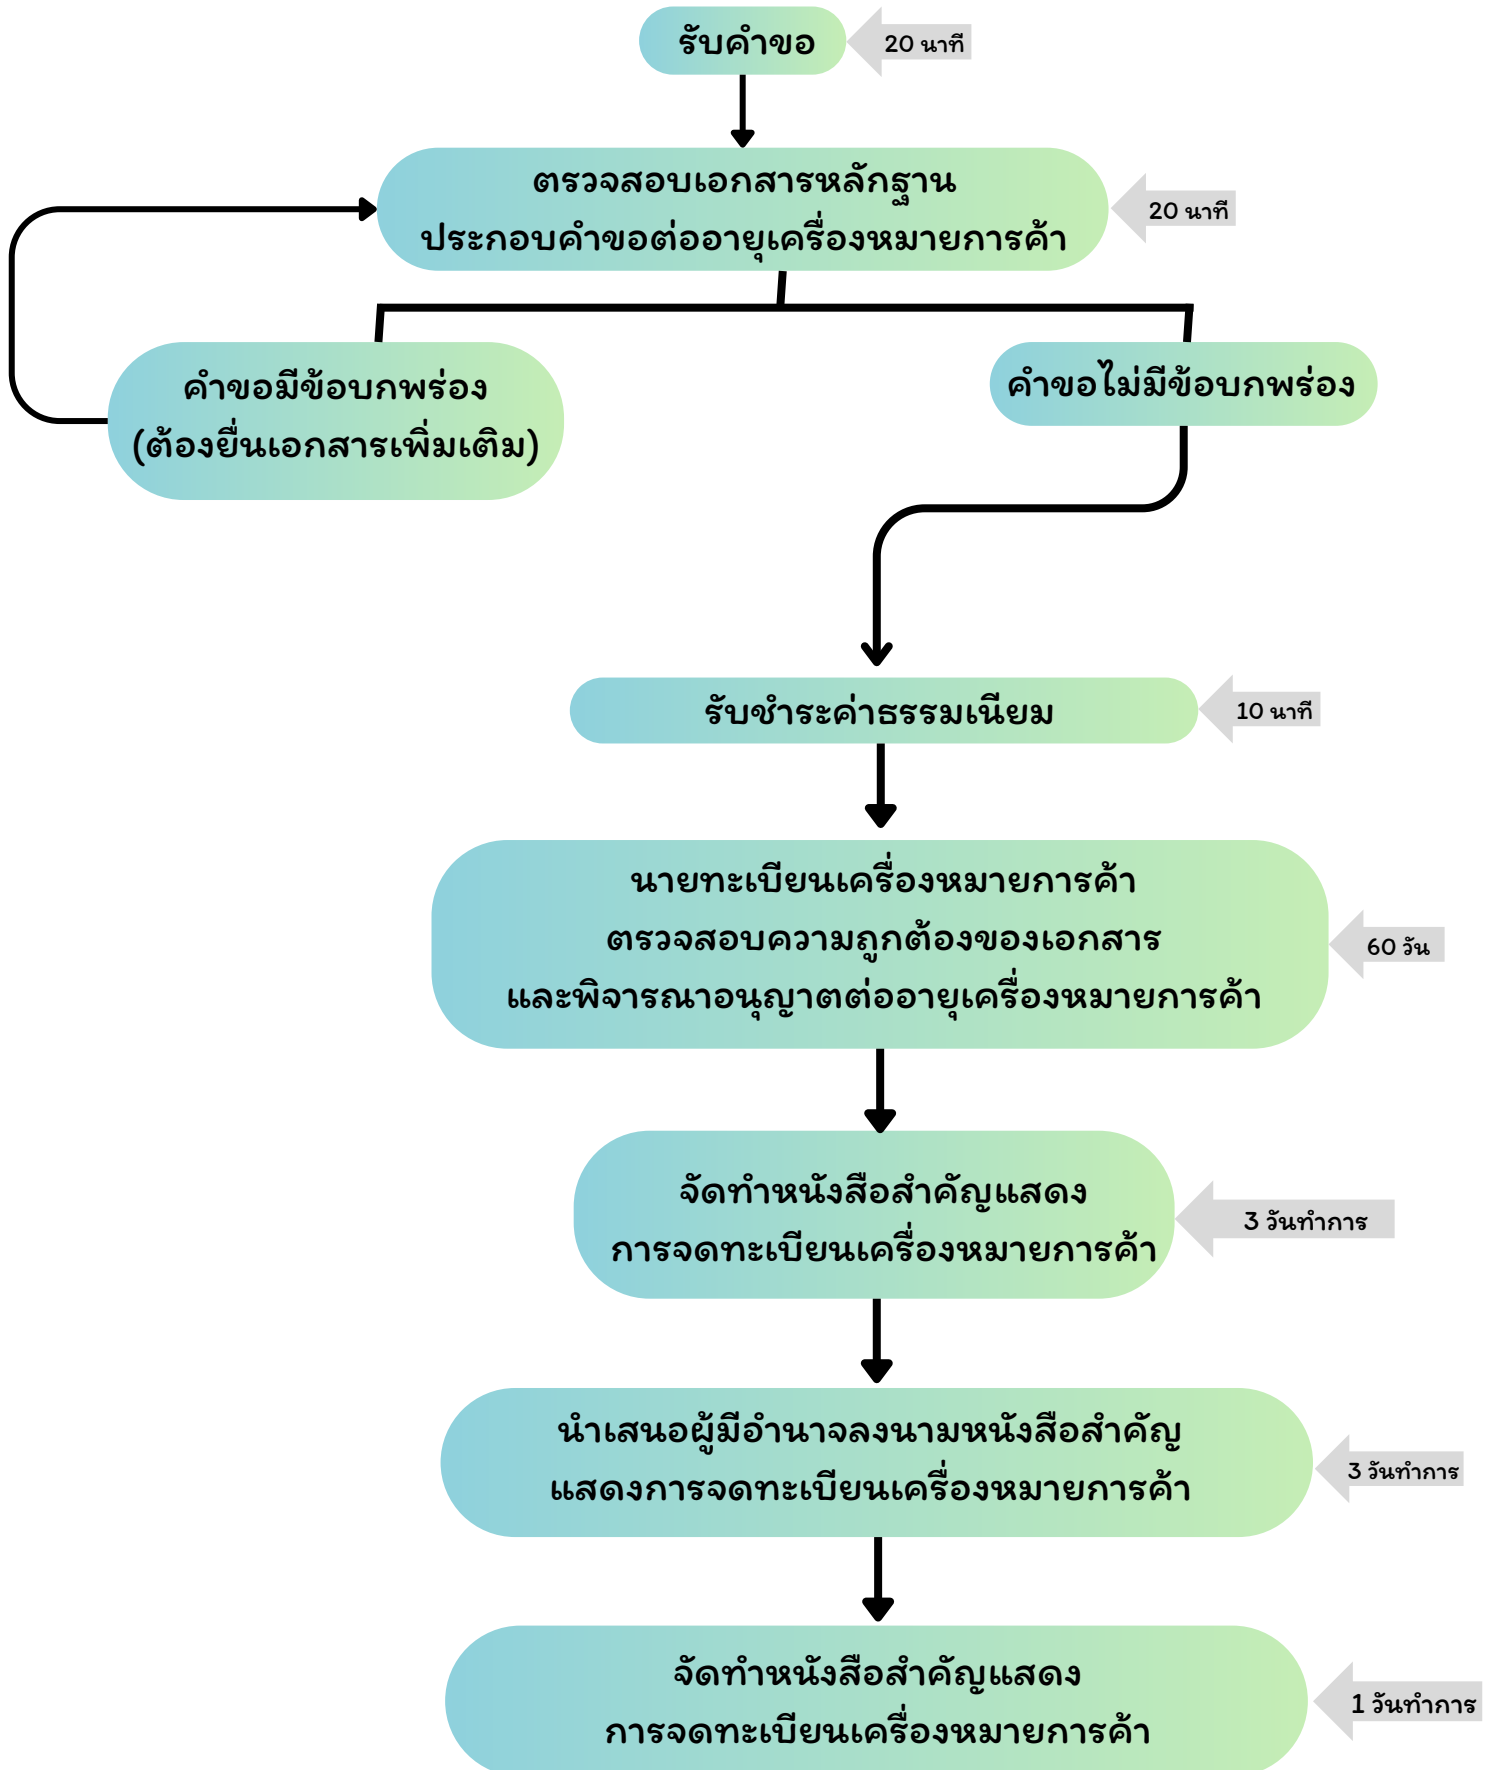 รับคำขอ
20 นาที
ตรวจสอบเอกสารหลักฐาน
ประกอบคำขอต่ออายุเครื่องหมายการค้า
20 นาที
คำขอมีข้อบกพร่อง
(ต้องยื่นเอกสารเพิ่มเติม)
คำขอไม่มีข้อบกพร่อง
รับชำระค่าธรรมเนียม
10 นาที
นายทะเบียนเครื่องหมายการค้า
ตรวจสอบความถูกต้องของเอกสาร
และพิจารณาอนุญาตต่ออายุเครื่องหมายการค้า
60 วัน
จัดทำหนังสือสำคัญแสดง
การจดทะเบียนเครื่องหมายการค้า
3 วันทำการ
นำเสนอผู้มีอำนาจลงนามหนังสือสำคัญ
แสดงการจดทะเบียนเครื่องหมายการค้า
3 วันทำการ
จัดทำหนังสือสำคัญแสดง
การจดทะเบียนเครื่องหมายการค้า
1 วันทำการ